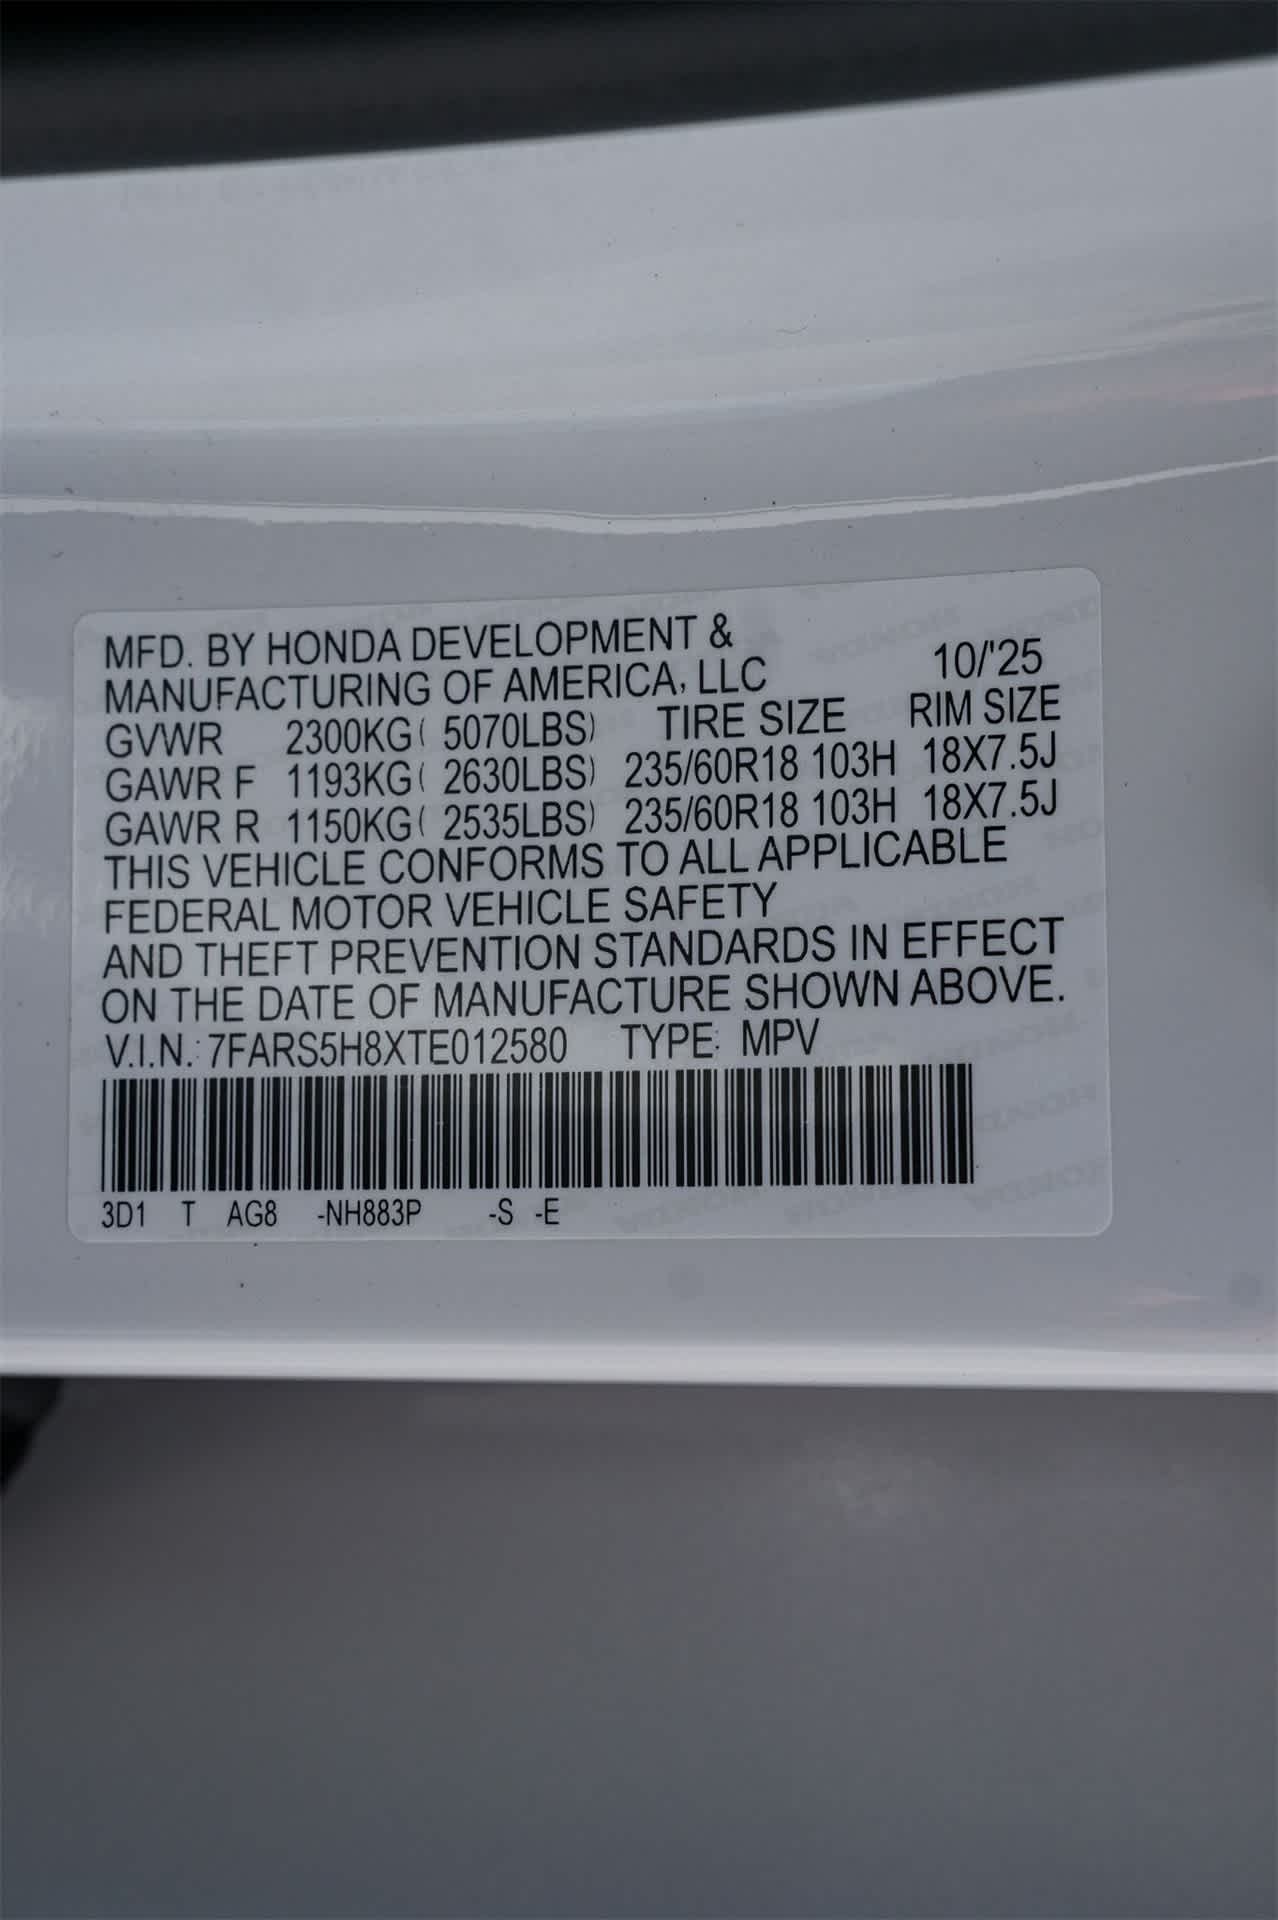 MFD. BY HONDA DEVELOPMENT &
MANUFACTURING OF AMERICA, LLC 10/'25
GVWR 2300KG( 5070LBS) TIRE SIZE RIM SIZE
GAWR F 1193KG( 2630LBS) 235/60R18 103H 18X7.5J
GAWR R 1150KG( 2535LBS) 235/60R18 103H 18X7.5J
THIS VEHICLE CONFORMS TO ALL APPLICABLE
FEDERAL MOTOR VEHICLE SAFETY
AND THEFT PREVENTION STANDARDS IN EFFECT
ON THE DATE OF MANUFACTURE SHOWN ABOVE.
V.I.N.: 7FARS5H8XTE012580 TYPE: MPV
3D1 T AG8 -NH883P -S -E